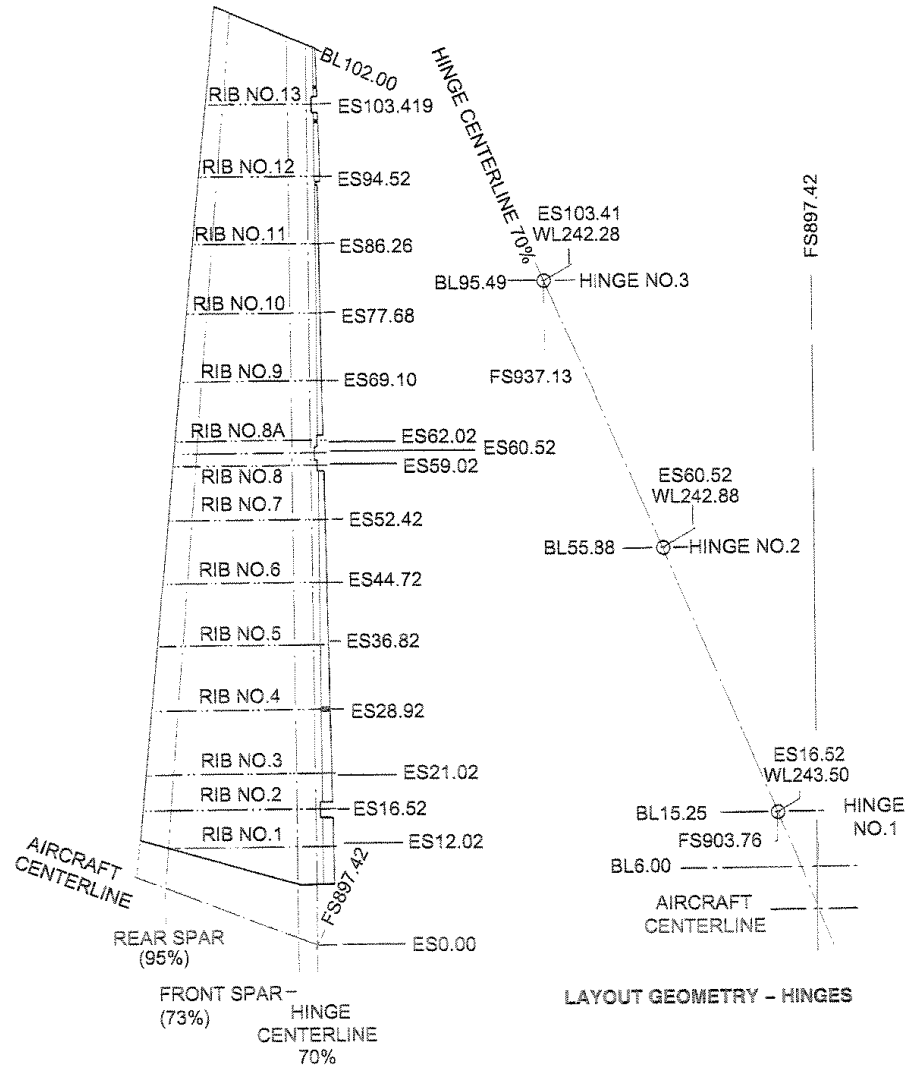 BL102.00
RIB NO.13
ES103.419
RIB NO.12
ES94.52
RIB NO.11
ES86.26
RIB NO.10
ES77.68
RIB NO.9
ES69.10
RIB NO.8A
ES62.02
ES60.52
ES59.02
RIB NO.8
RIB NO.7
ES52.42
RIB NO.6
ES44.72
RIB NO.5
ES36.82
RIB NO.4
ES28.92
RIB NO.3
ES21.02
RIB NO.2
ES16.52
RIB NO.1
ES12.02
AIRCRAFT
CENTERLINE
FS897.42
ES0.00
REAR SPAR
(95%)
FRONT SPAR
(73%)
HINGE
CENTERLINE
70%
HINGE CENTERLINE 70%
FS897.42
ES103.41
WL242.28
BL95.49
HINGE NO.3
FS937.13
ES60.52
WL242.88
BL55.88
HINGE NO.2
ES16.52
WL243.50
BL15.25
HINGE
NO.1
FS903.76
BL6.00
AIRCRAFT
CENTERLINE
LAYOUT GEOMETRY – HINGES